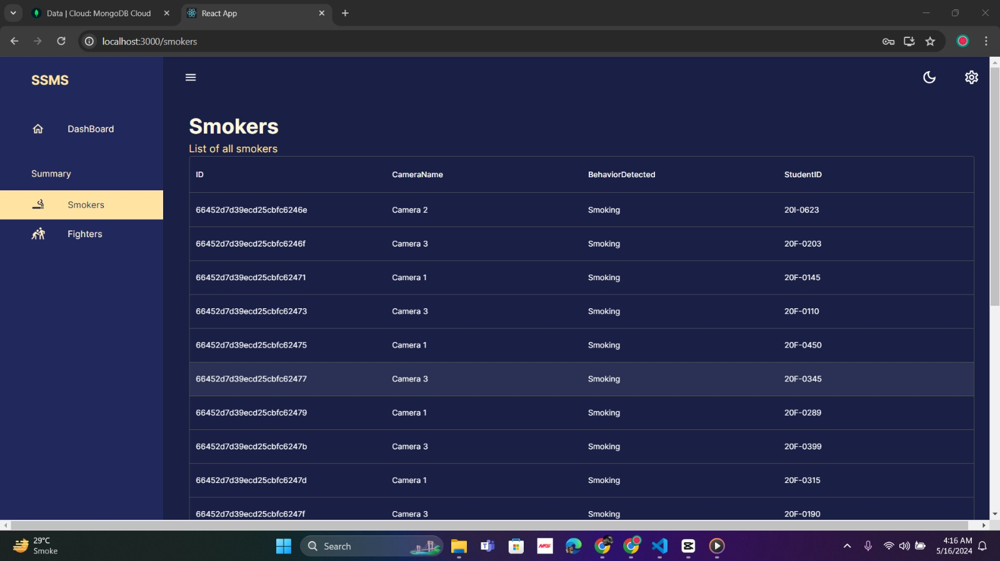 Data | Cloud: MongoDB Cloud
React App
localhost:3000/smokers
SSMS
DashBoard
Summary
Smokers
Fighters
Smokers
List of all smokers
ID CameraName BehaviorDetected StudentID
66452d7d39ecd25cbfc6246e Camera 2 Smoking 20I-0623
66452d7d39ecd25cbfc6246f Camera 3 Smoking 20F-0203
66452d7d39ecd25cbfc62471 Camera 1 Smoking 20F-0145
66452d7d39ecd25cbfc62473 Camera 3 Smoking 20F-0110
66452d7d39ecd25cbfc62475 Camera 1 Smoking 20F-0450
66452d7d39ecd25cbfc62477 Camera 3 Smoking 20F-0345
66452d7d39ecd25cbfc62479 Camera 1 Smoking 20F-0289
66452d7d39ecd25cbfc6247b Camera 3 Smoking 20F-0399
66452d7d39ecd25cbfc6247d Camera 1 Smoking 20F-0315
66452d7d39ecd25cbfc6247f Camera 3 Smoking 20F-0190
29°C
Smoke
Search
NFS
4:16 AM
5/16/2024